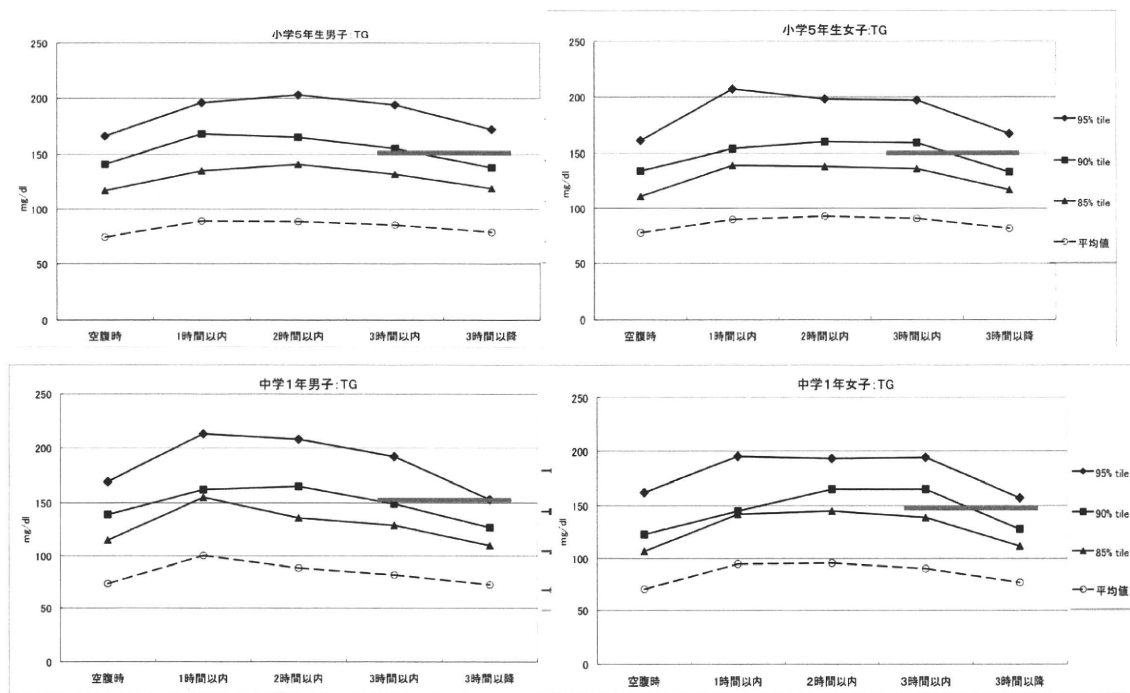 小学5年生男子:TG
250
200
150
100
50
0
mg/dl
空腹時 1時間以内 2時間以内 3時間以内 3時間以降
小学5年生女子:TG
250
200
150
100
50
0
mg/dl
空腹時 1時間以内 2時間以内 3時間以内 3時間以降
95% tile
90% tile
85% tile
平均値
中学1年男子:TG
250
200
150
100
50
0
mg/dl
空腹時 1時間以内 2時間以内 3時間以内 3時間以降
中学1年女子:TG
250
200
150
100
50
0
mg/dl
空腹時 1時間以内 2時間以内 3時間以内 3時間以降
95% tile
90% tile
85% tile
平均値